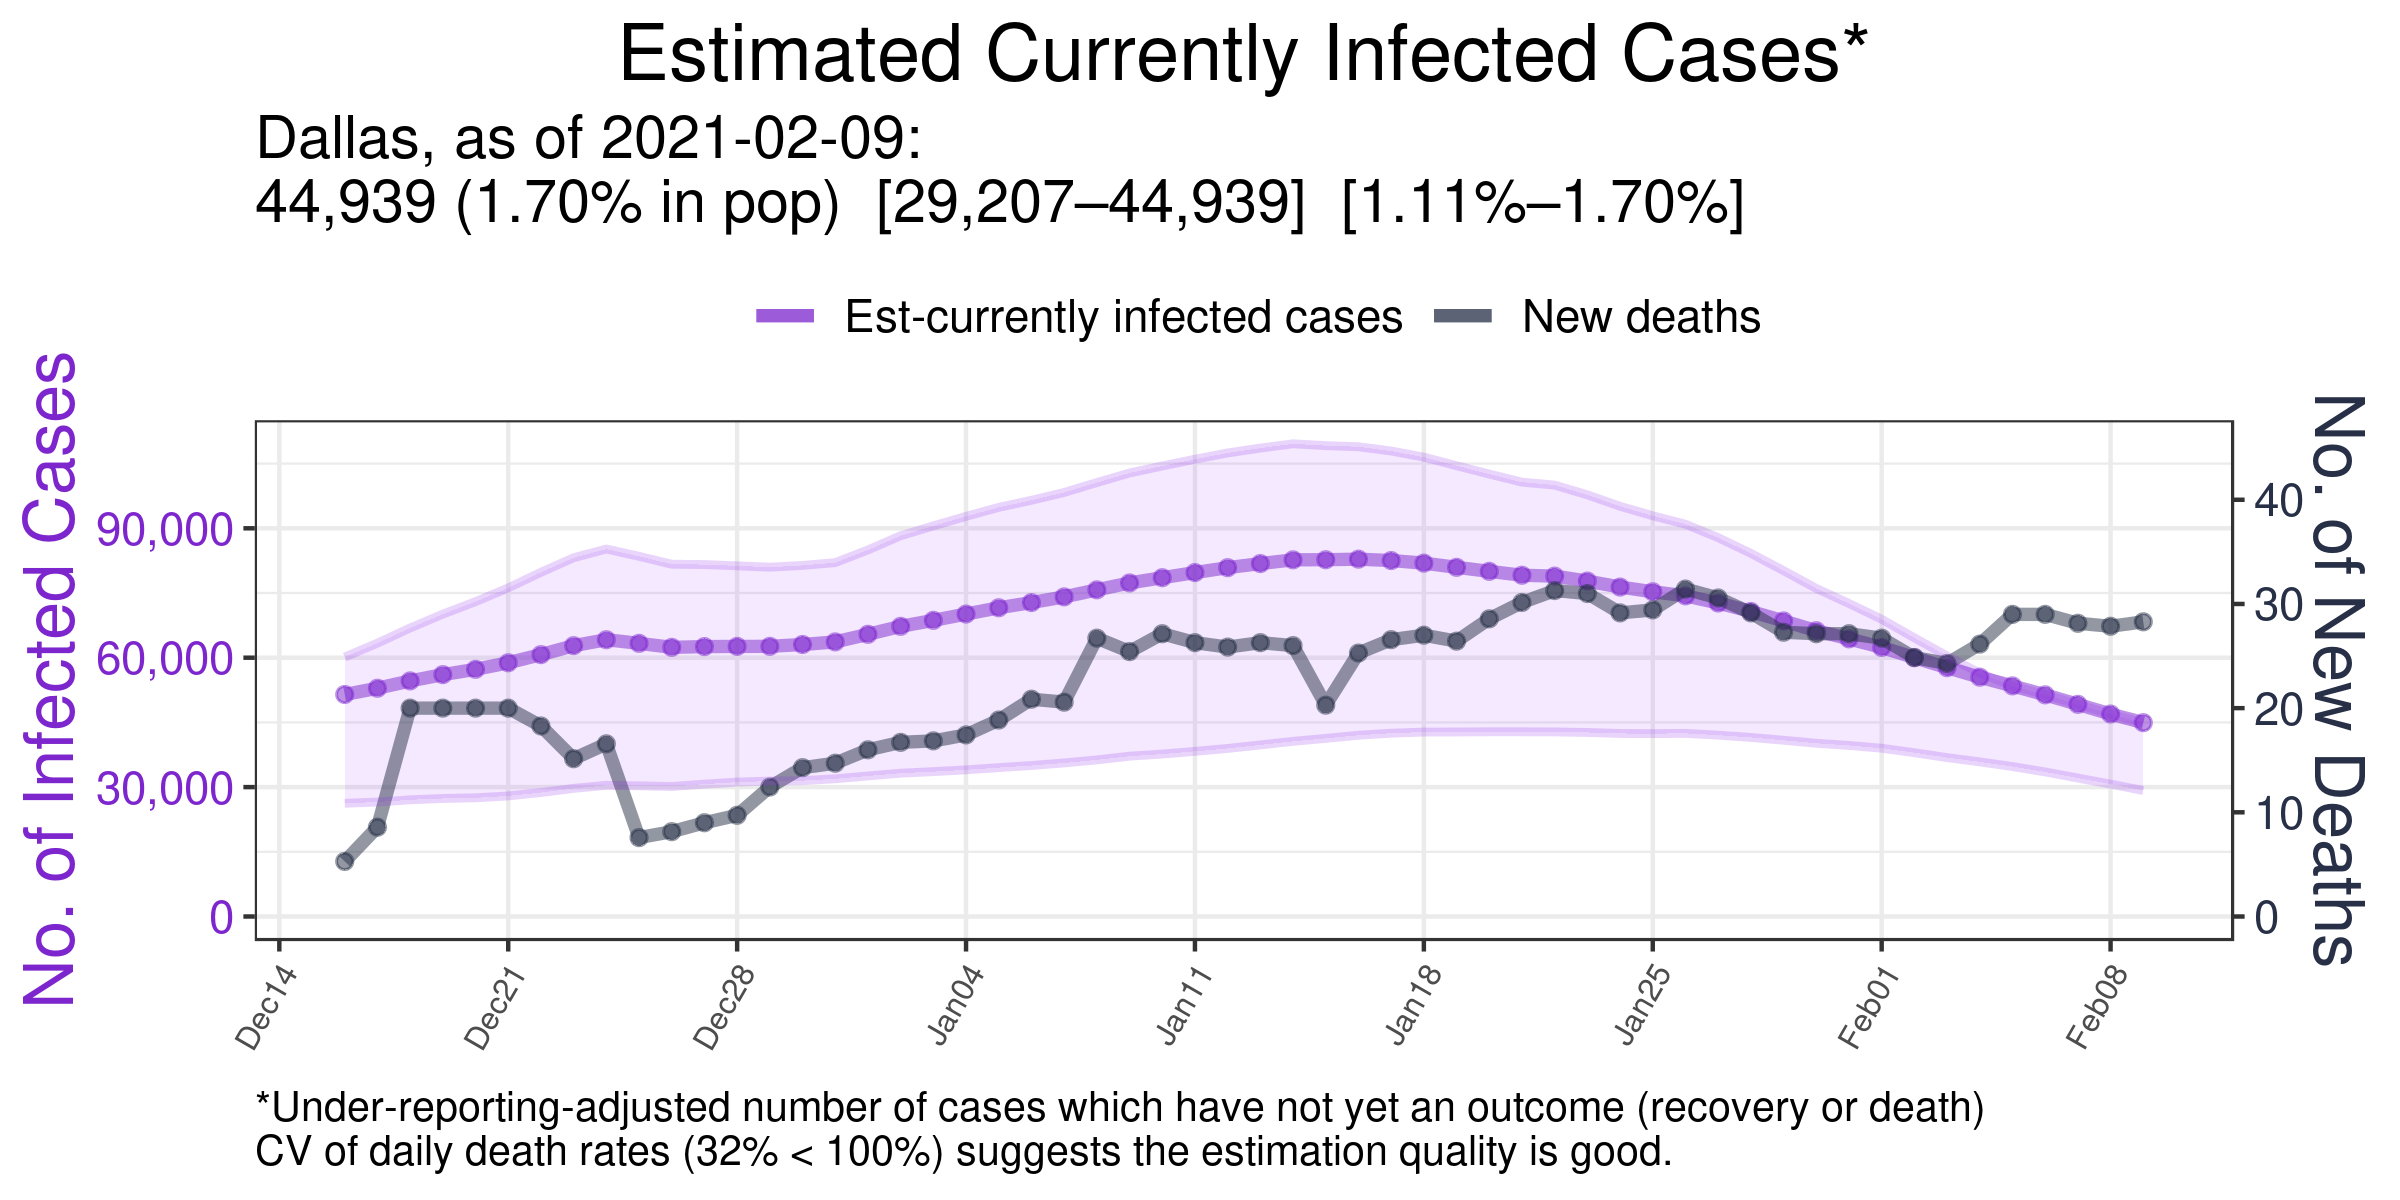 Estimated Currently Infected Cases*
Dallas, as of 2021-02-09:
44,939 (1.70% in pop)  [29,207–44,939]  [1.11%–1.70%]
Est-currently infected cases
New deaths
No. of Infected Cases
90,000
60,000
30,000
0
40
30
20
10
0
No. of New Deaths
Dec14
Dec21
Dec28
Jan04
Jan11
Jan18
Jan25
Feb01
Feb08
*Under-reporting-adjusted number of cases which have not yet an outcome (recovery or death)
CV of daily death rates (32% < 100%) suggests the estimation quality is good.